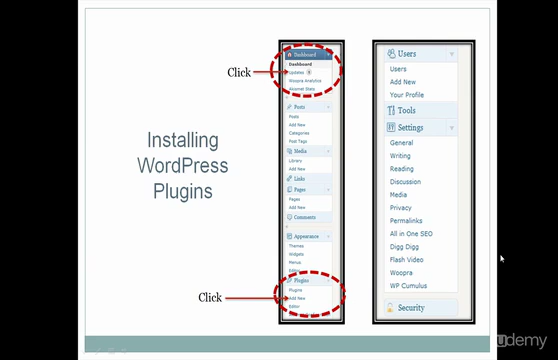 Installing
WordPress
Plugins
Click
Click
Dashboard
Dashboard
Updates
Woopra Analytics
Akismet Stats
Posts
Posts
Add New
Categories
Post Tags
Media
Library
Add New
Links
Pages
Pages
Add New
Comments
Appearance
Themes
Widgets
Menus
Editor
Plugins
Plugins
Add New
Editor
Users
Users
Add New
Your Profile
Tools
Settings
General
Writing
Reading
Discussion
Media
Privacy
Permalinks
All in One SEO
Digg Digg
Flash Video
Woopra
WP Cumulus
Security
udemy